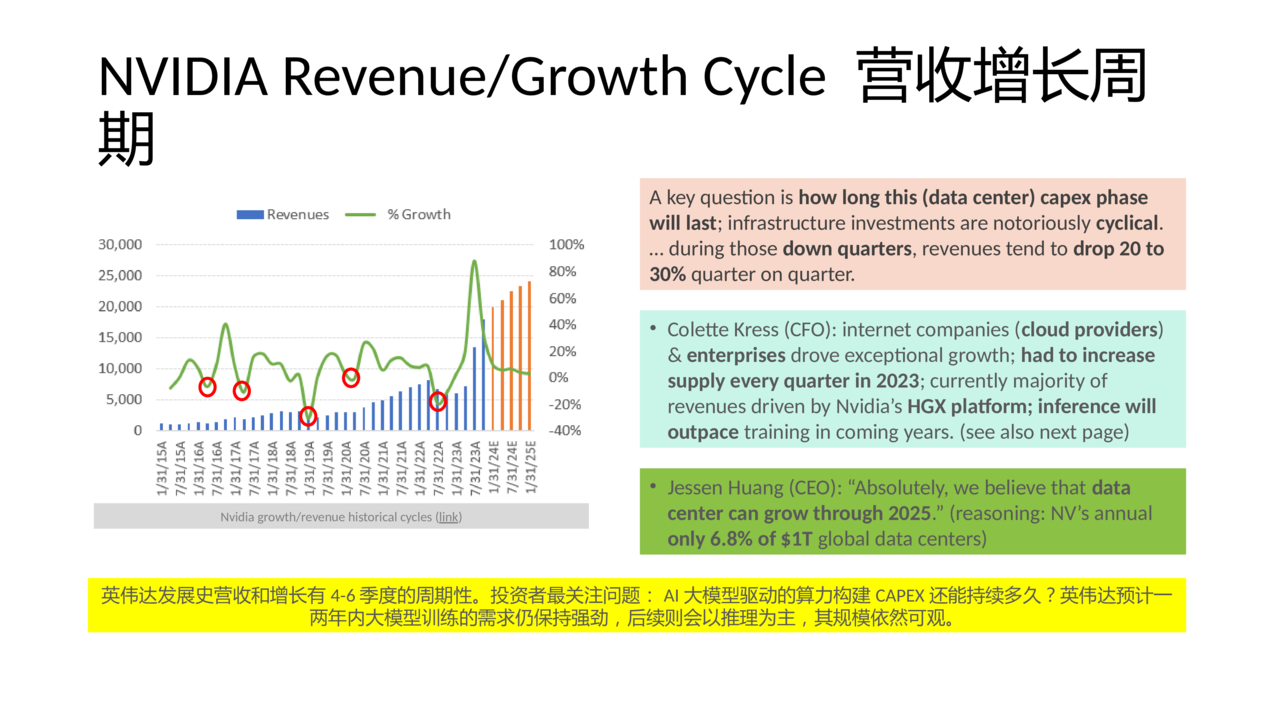 NVIDIA Revenue/Growth Cycle 营收增长周
期
Revenues % Growth
30,000
25,000
20,000
15,000
10,000
5,000
0
100%
80%
60%
40%
20%
0%
-20%
-40%
1/31/15A
7/31/15A
1/31/16A
7/31/16A
1/31/17A
7/31/17A
1/31/18A
7/31/18A
1/31/19A
7/31/19A
1/31/20A
7/31/20A
1/31/21A
7/31/21A
1/31/22A
7/31/22A
1/31/23A
7/31/23A
1/31/24E
7/31/24E
1/31/25E
Nvidia growth/revenue historical cycles (link)
A key question is how long this (data center) capex phase
will last; infrastructure investments are notoriously cyclical.
… during those down quarters, revenues tend to drop 20 to
30% quarter on quarter.
• Colette Kress (CFO): internet companies (cloud providers)
& enterprises drove exceptional growth; had to increase
supply every quarter in 2023; currently majority of
revenues driven by Nvidia's HGX platform; inference will
outpace training in coming years. (see also next page)
• Jessen Huang (CEO): “Absolutely, we believe that data
center can grow through 2025.” (reasoning: NV’s annual
only 6.8% of $1T global data centers)
英伟达发展史营收和增长有 4-6 季度的周期性。投资者最关注问题： AI 大模型驱动的算力构建 CAPEX 还能持续多久？英伟达预计一
两年内大模型训练的需求仍保持强劲，后续则会以推理为主，其规模依然可观。